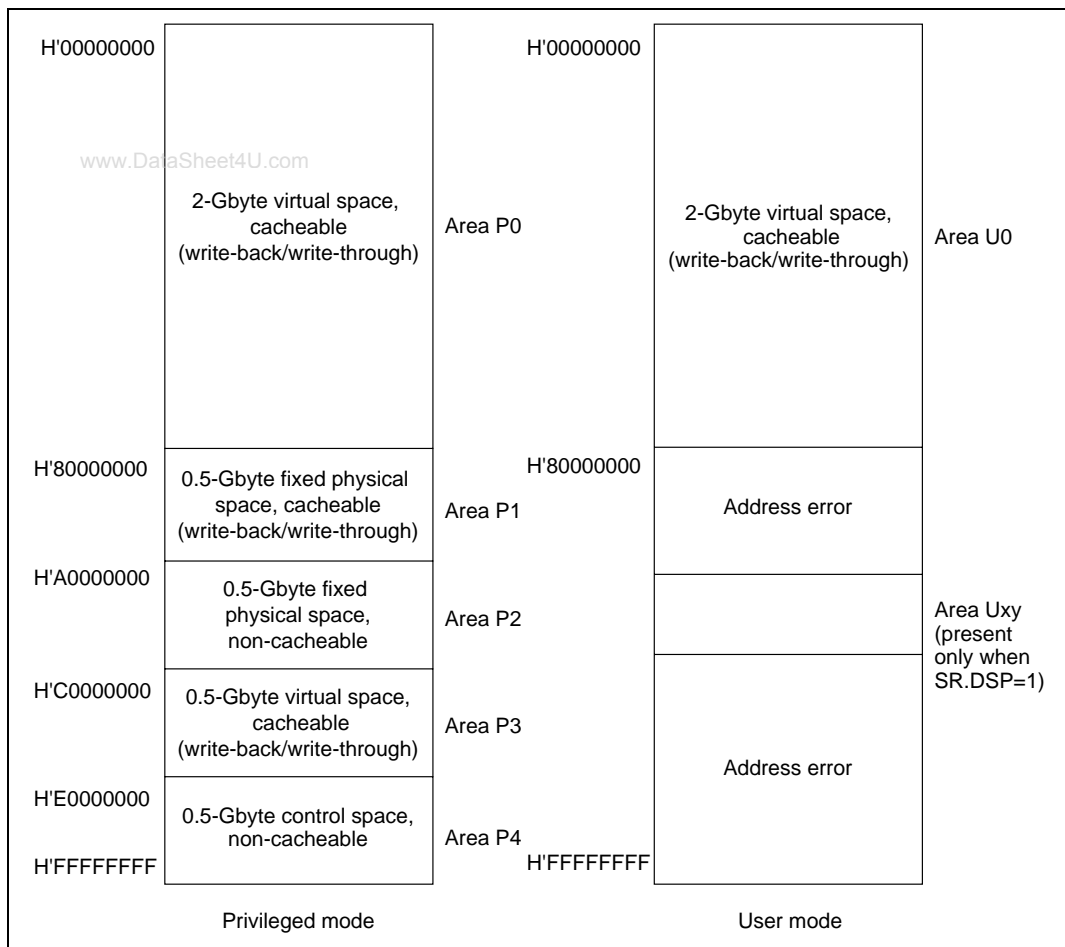 H'00000000
www.DataSheet4U.com
2-Gbyte virtual space,
cacheable
(write-back/write-through)
Area P0
H'80000000
0.5-Gbyte fixed physical
space, cacheable
(write-back/write-through)
Area P1
H'A0000000
0.5-Gbyte fixed
physical space,
non-cacheable
Area P2
H'C0000000
0.5-Gbyte virtual space,
cacheable
(write-back/write-through)
Area P3
H'E0000000
0.5-Gbyte control space,
non-cacheable
Area P4
H'FFFFFFFF
Privileged mode
H'00000000
2-Gbyte virtual space,
cacheable
(write-back/write-through)
Area U0
H'80000000
Address error
Area Uxy
(present
only when
SR.DSP=1)
Address error
H'FFFFFFFF
User mode